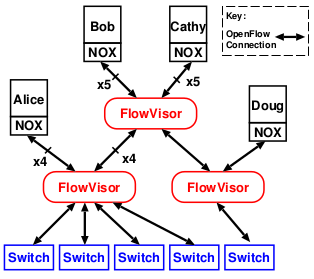 Bob
NOX
Cathy
NOX
Key:
OpenFlow
Connection
x5
x5
Alice
NOX
FlowVisor
Doug
NOX
x4
x4
FlowVisor
FlowVisor
Switch
Switch
Switch
Switch
Switch